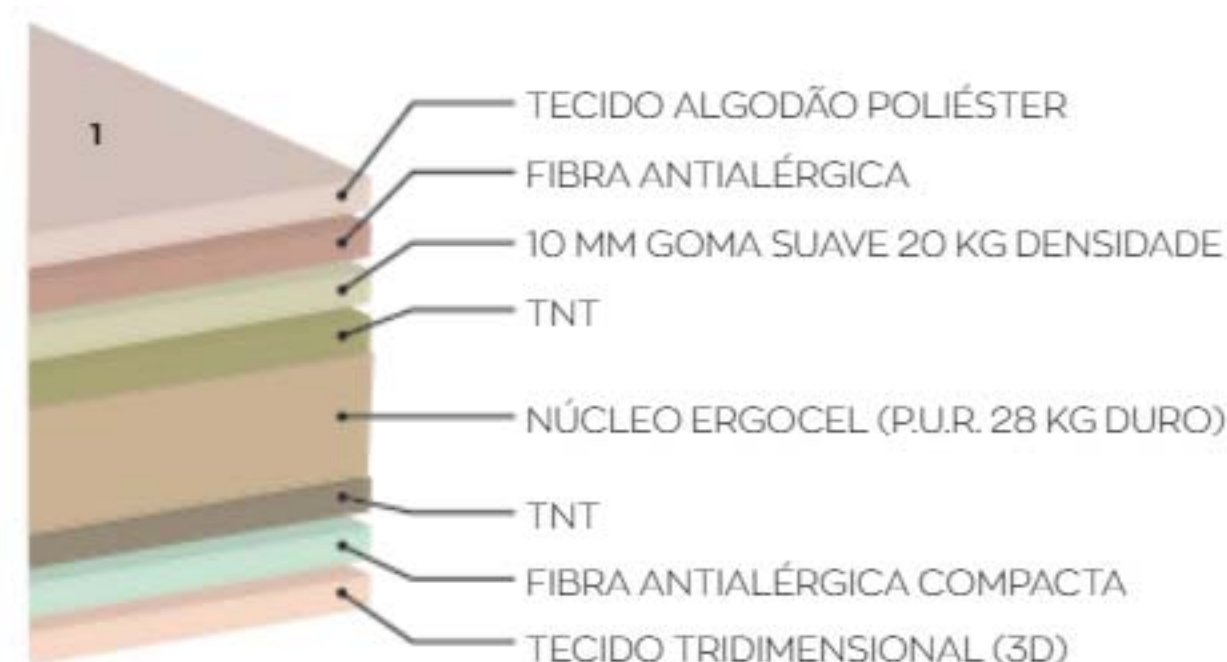 1
TECIDO ALGODÃO POLIÉSTER
FIBRA ANTIALÉRGICA
10 MM GOMA SUAVE 20 KG DENSIDADE
TNT
NÚCLEO ERGOCEL (P.U.R. 28 KG DURO)
TNT
FIBRA ANTIALÉRGICA COMPACTA
TECIDO TRIDIMENSIONAL (3D)